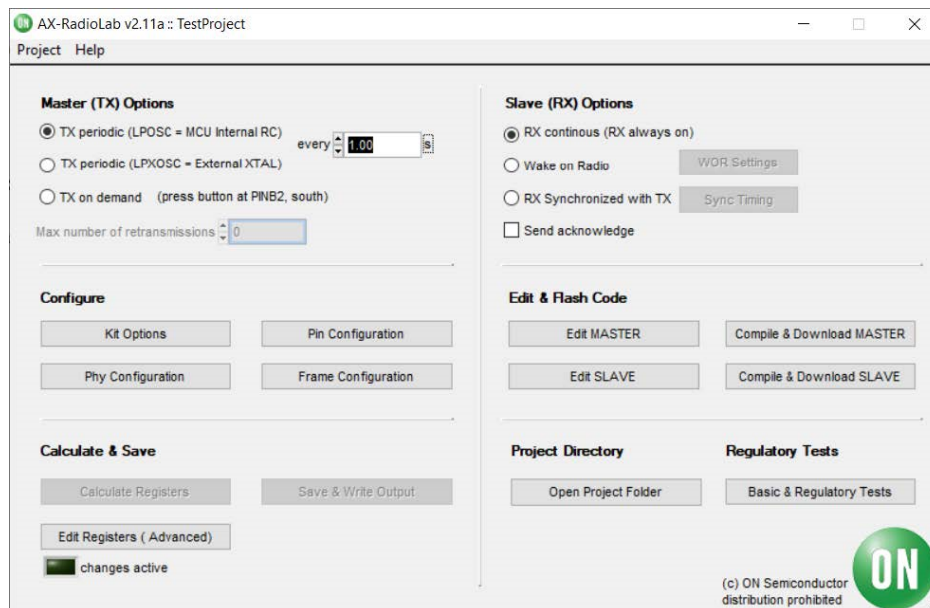 ON AX-RadioLab v2.11a :: TestProject
Project Help
Master (TX) Options
TX periodic (LPOSC = MCU Internal RC)
every 1.00 s
TX periodic (LPXOSC = External XTAL)
TX on demand (press button at PINB2, south)
Max number of retransmissions 0
Slave (RX) Options
RX continous (RX always on)
Wake on Radio WOR Settings
RX Synchronized with TX Sync Timing
Send acknowledge
Configure
Kit Options Pin Configuration
Phy Configuration Frame Configuration
Edit & Flash Code
Edit MASTER Compile & Download MASTER
Edit SLAVE Compile & Download SLAVE
Calculate & Save
Calculate Registers Save & Write Output
Edit Registers ( Advanced)
changes active
Project Directory Regulatory Tests
Open Project Folder Basic & Regulatory Tests
(c) ON Semiconductor
distribution prohibited
ON